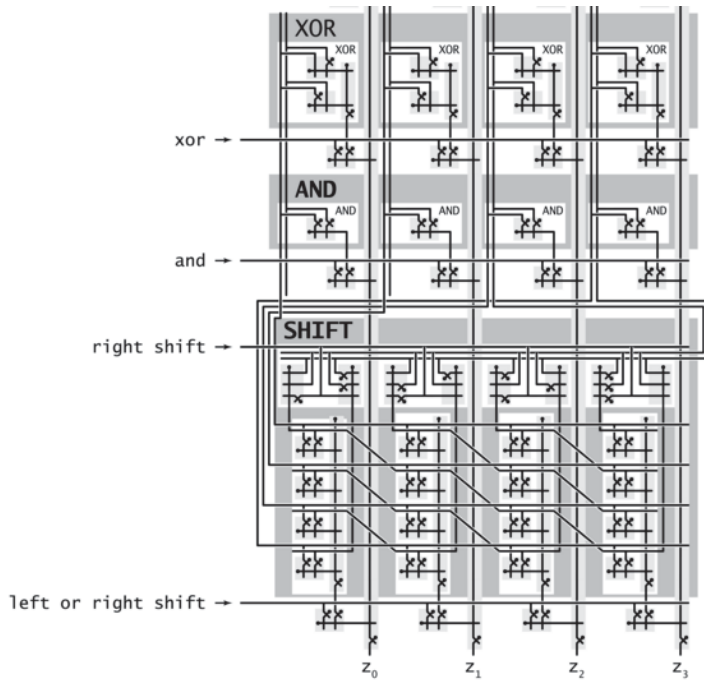 XOR
XOR XOR XOR XOR
xor →
AND
AND AND AND AND
and →
SHIFT
right shift →
left or right shift →
z0 z1 z2 z3